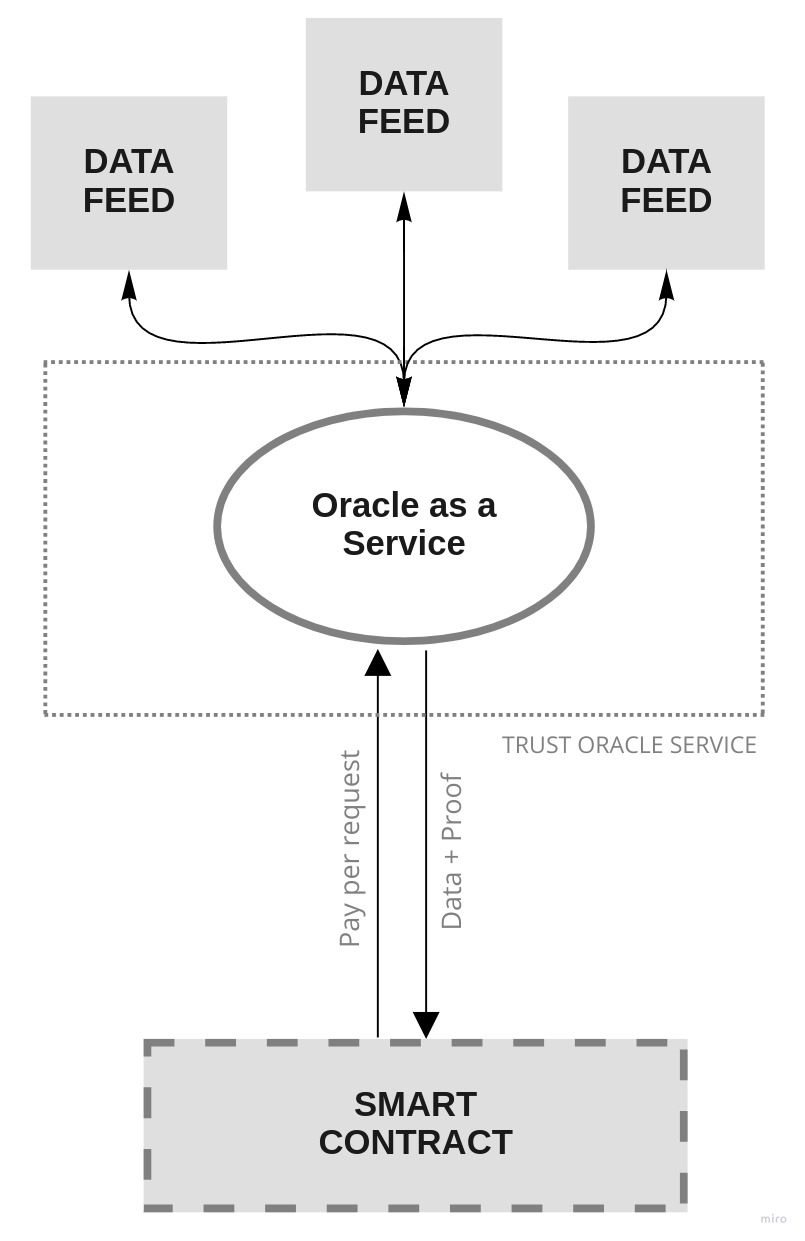 DATA
FEED
DATA
FEED
DATA
FEED
Oracle as a
Service
TRUST ORACLE SERVICE
Pay per request
Data + Proof
SMART
CONTRACT
miro